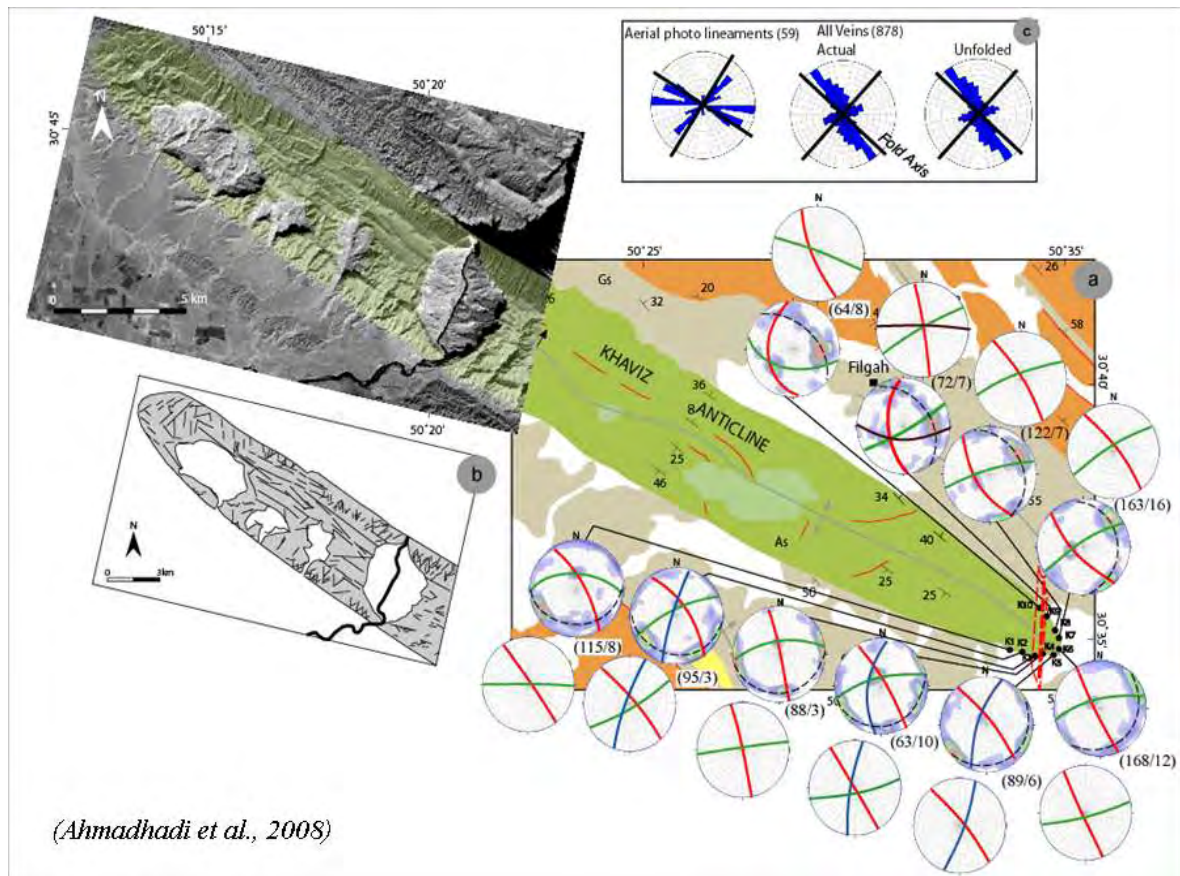 50°15'
50°20'
30°45'
N
0 5 km
c
Aerial photo lineaments (59)
All Veins (878)
Actual
Unfolded
Fold Axis
50°25'
50°35'
a
Gs
32
20
26
58
36
8
25
46
34
40
25
25
50
55
As
KHAVIZ
ANTICLINE
Filgah
30°40'
30°35'
N
N
N
N
(64/8)
(72/7)
(122/7)
(163/16)
50°20'
b
N
0 3km
N
N
N
N
N
(115/8)
(95/3)
(88/3)
(63/10)
(89/6)
(168/12)
K7
(Ahmadhadi et al., 2008)